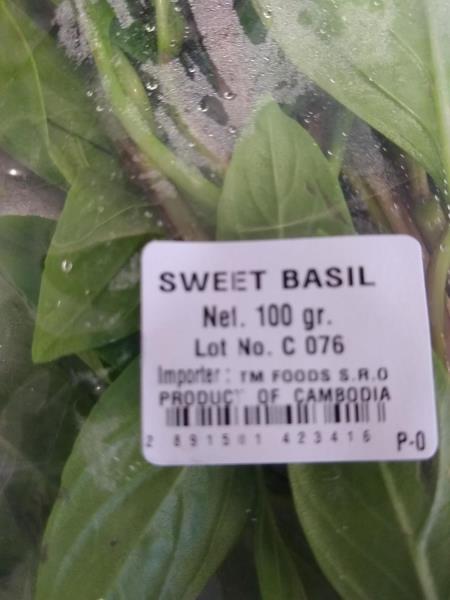 SWEET BASIL
Net. 100 gr.
Lot No. C 076
Importer : TM FOODS S.R.O
PRODUCT OF CAMBODIA
2 891501 423416
P-0